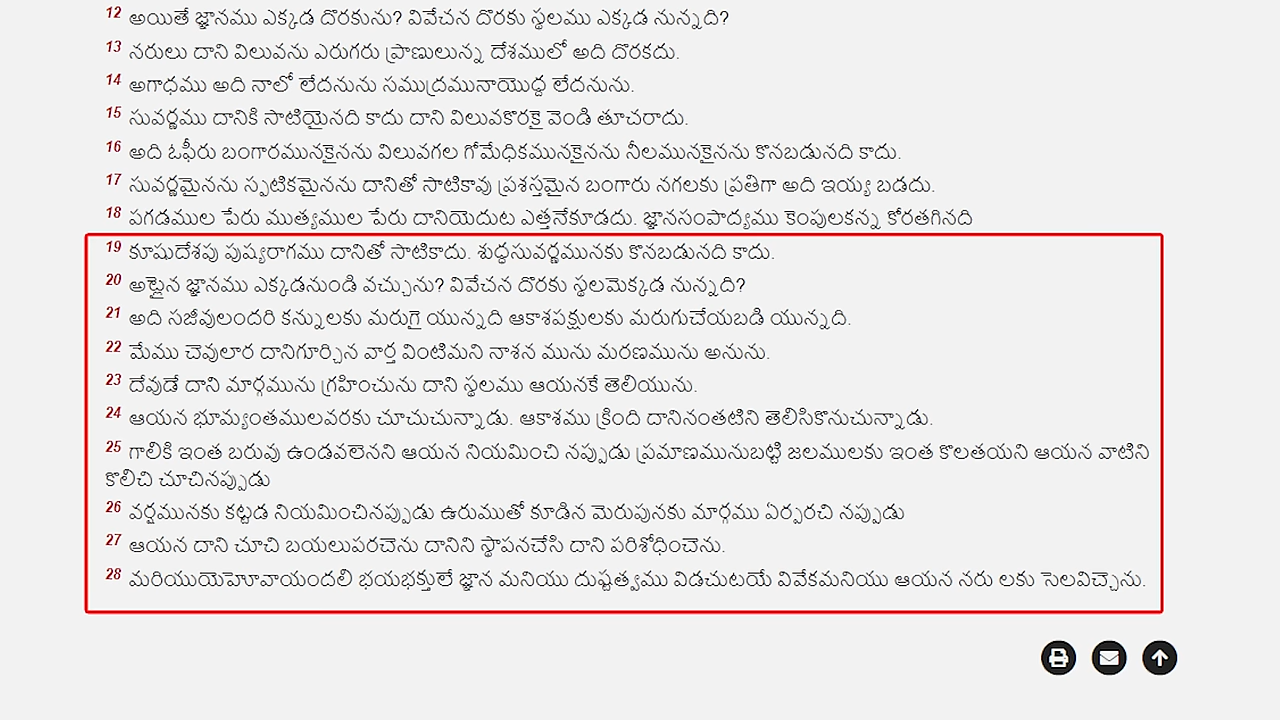 12 అయితే జ్ఞానము ఎక్కడ దొరకును? వివేచన దొరకు స్థలము ఎక్కడ నున్నది?
13 నరులు దాని విలువను ఎరుగరు ప్రాణులున్న దేశములో అది దొరకదు.
14 అగాధము అది నాలో లేదనును సముద్రమునాయొద్ద లేదనును.
15 సువర్ణము దానికి సాటియైనది కాదు దాని విలువకొరకై వెండి తూచరాదు.
16 అది ఓఫీరు బంగారమునకైనను విలువగల గోమేధికమునకైనను నీలమునకైనను కొనబడునది కాదు.
17 సువర్ణమైనను స్ఫటికమైనను దానితో సాటికావు ప్రశస్తమైన బంగారు నగలకు ప్రతిగా అది ఇయ్య బడదు.
18 పగడముల పేరు ముత్యముల పేరు దానియెదుట ఎత్తనేకూడదు. జ్ఞానసంపాద్యము కెంపులకన్న కోరతగినది
19 కూషుదేశపు పుష్యరాగము దానితో సాటికాదు. శుద్ధసువర్ణమునకు కొనబడునది కాదు.
20 అట్లైన జ్ఞానము ఎక్కడనుండి వచ్చును? వివేచన దొరకు స్థలమెక్కడ నున్నది?
21 అది సజీవులందరి కన్నులకు మరుగై యున్నది ఆకాశపక్షులకు మరుగుచేయబడి యున్నది.
22 మేము చెవులార దానిగూర్చిన వార్త వింటిమని నాశన మును మరణమును అనును.
23 దేవుడే దాని మార్గమును గ్రహించును దాని స్థలము ఆయనకే తెలియును.
24 ఆయన భూమ్యంతములవరకు చూచుచున్నాడు. ఆకాశము క్రింది దానినంతటిని తెలిసికొనుచున్నాడు.
25 గాలికి ఇంత బరువు ఉండవలెనని ఆయన నియమించి నప్పుడు ప్రమాణమునుబట్టి జలములకు ఇంత కొలతయని ఆయన వాటిని
కొలిచి చూచినప్పుడు
26 వర్షమునకు కట్టడ నియమించినప్పుడు ఉరుముతో కూడిన మెరుపునకు మార్గము ఏర్పరచి నప్పుడు
27 ఆయన దాని చూచి బయలుపరచెను దానిని స్థాపనచేసి దాని పరిశోధించెను.
28 మరియుయెహోవాయందలి భయభక్తులే జ్ఞాన మనియు దుష్టత్వము విడచుటయే వివేకమనియు ఆయన నరు లకు సెలవిచ్చెను.